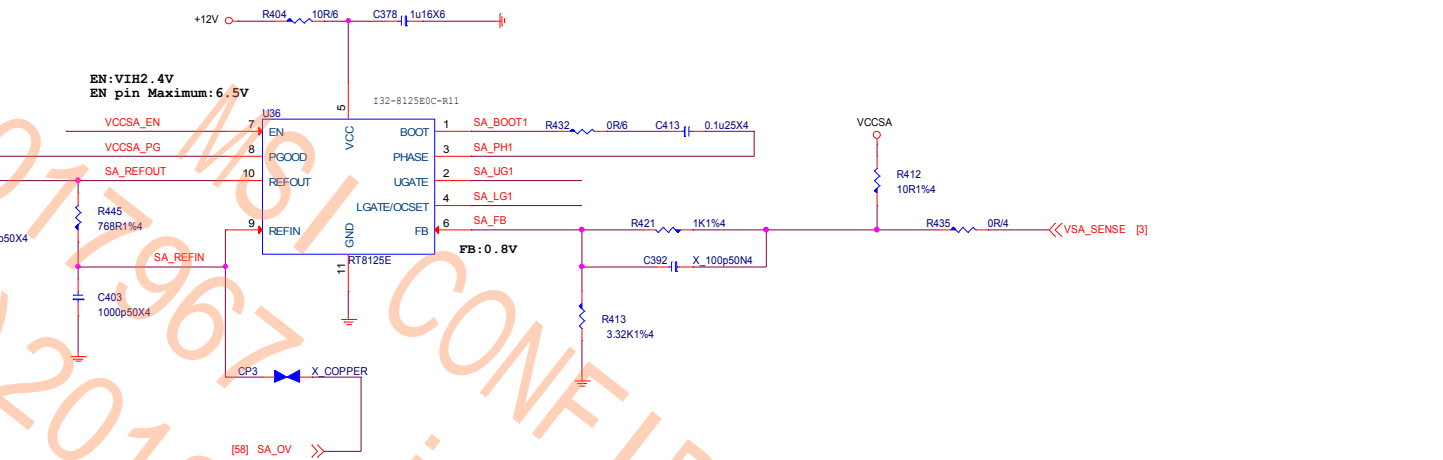 +12V
R404
10R/6
C378
1u16X6
EN:VIH2.4V
EN pin Maximum:6.5V
I32-8125E0C-R11
U36
5
VCC
VCCSA_EN
7
EN
VCCSA_PG
8
PGOOD
SA_REFOUT
10
REFOUT
9
REFIN
BOOT
1
SA_BOOT1
PHASE
3
SA_PH1
UGATE
2
SA_UG1
LGATE/OCSET
4
SA_LG1
FB
6
SA_FB
GND
11
RT8125E
FB:0.8V
R432
0R/6
C413
0.1u25X4
VCCSA
R412
10R1%4
R421
1K1%4
R435
0R/4
VSA_SENSE [3]
C392
X_100p50N4
R413
3.32K1%4
R445
768R1%4
p50X4
SA_REFIN
C403
1000p50X4
CP3
X_COPPER
[58] SA_OV
MSI CONFI
017967